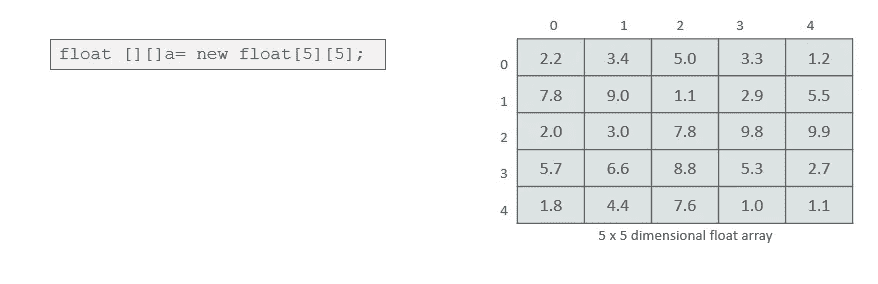 float [][]a= new float[5][5];
0 1 2 3 4
0 2.2 3.4 5.0 3.3 1.2
1 7.8 9.0 1.1 2.9 5.5
2 2.0 3.0 7.8 9.8 9.9
3 5.7 6.6 8.8 5.3 2.7
4 1.8 4.4 7.6 1.0 1.1
5 x 5 dimensional float array